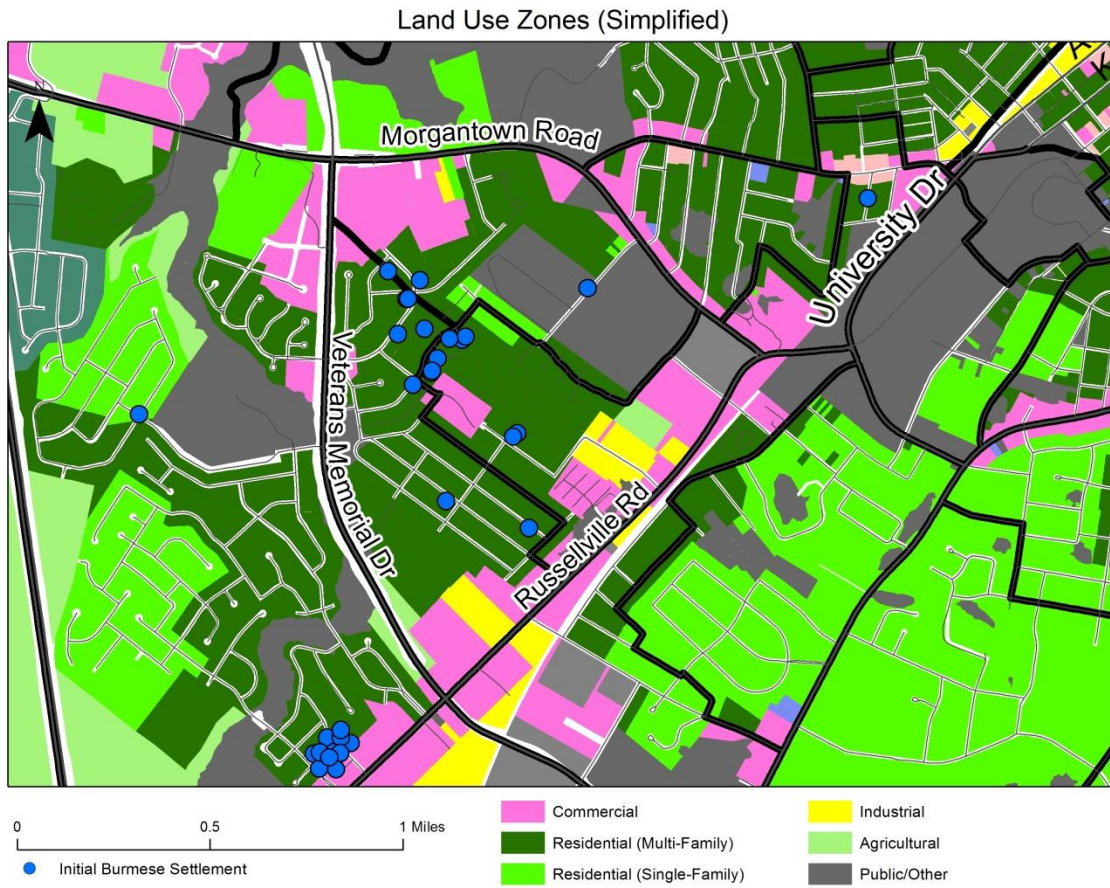 Land Use Zones (Simplified)
Morgantown Road
University Dr
Veterans Memorial Dr
Russellville Rd
0 0.5 1 Miles
Initial Burmese Settlement
Commercial
Residential (Multi-Family)
Residential (Single-Family)
Industrial
Agricultural
Public/Other